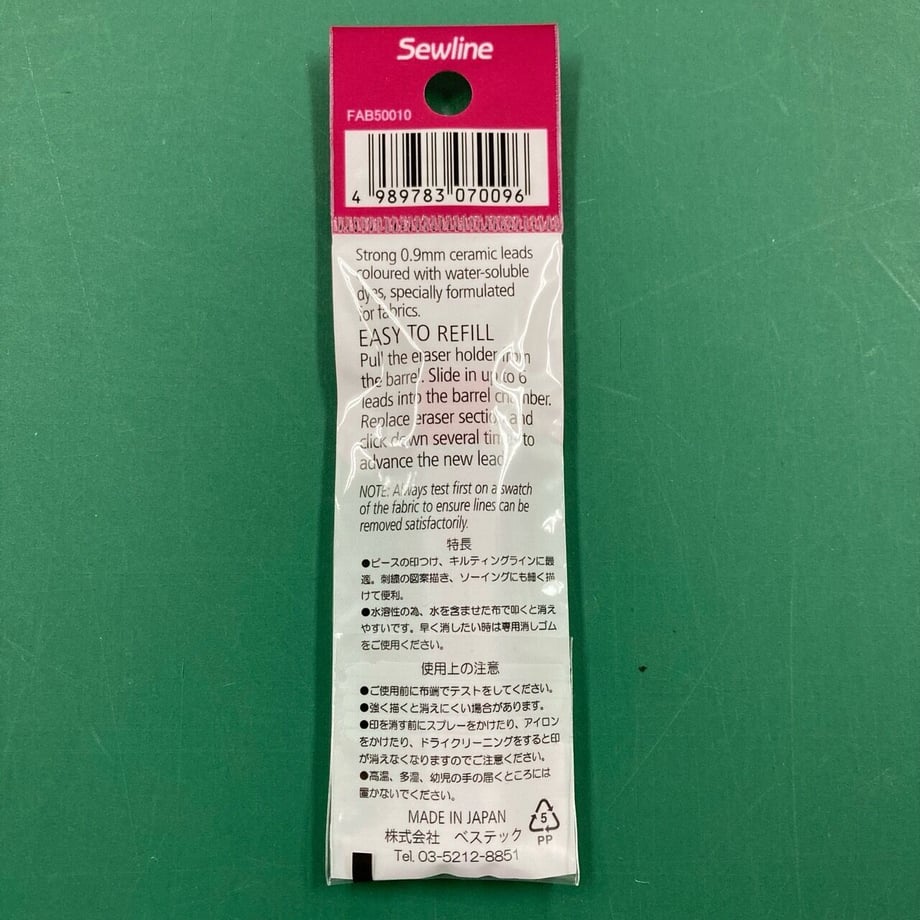 Sewline
FAB50010
4 989783 070096
Strong 0.9mm ceramic leads
coloured with water-soluble
dyes, specially formulated
for fabrics.
EASY TO REFILL
Pull the eraser holder from
the barrel. Slide in up to 6
leads into the barrel chamber.
Replace eraser section and
click down several times to
advance the new lead
NOTE: Always test first on a swatch
of the fabric to ensure lines can be
removed satisfactorily.
特長
●ピースの印つけ、キルティングラインに最
適。刺繍の図案描き、ソーイングにも細く描
けて便利。
●水溶性の為、水を含ませた布で叩くと消え
やすいです。早く消したい時は専用消しゴム
をご使用ください。
使用上の注意
●ご使用前に布端でテストをしてください。
●強く描くと消えにくい場合があります。
●印を消す前にスプレーをかけたり、アイロン
をかけたり、ドライクリーニングをすると印
が消えなくなりますのでご注意ください。
●高温、多湿、幼児の手の届くところには
置かないでください。
MADE IN JAPAN
株式会社 ベステック
Tel. 03-5212-8851
5
PP